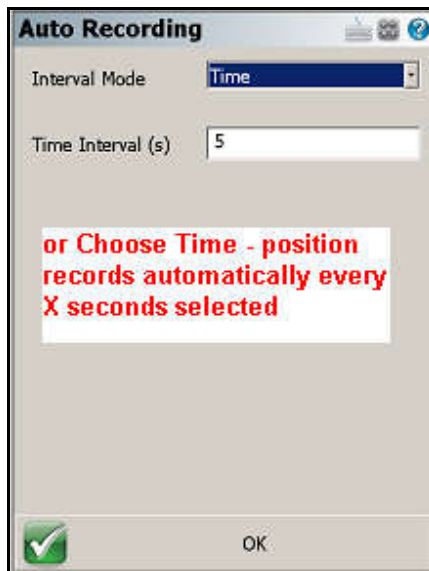 Auto Recording
Interval Mode
Time
Time Interval (s)
5
or Choose Time - position
records automatically every
X seconds selected
OK